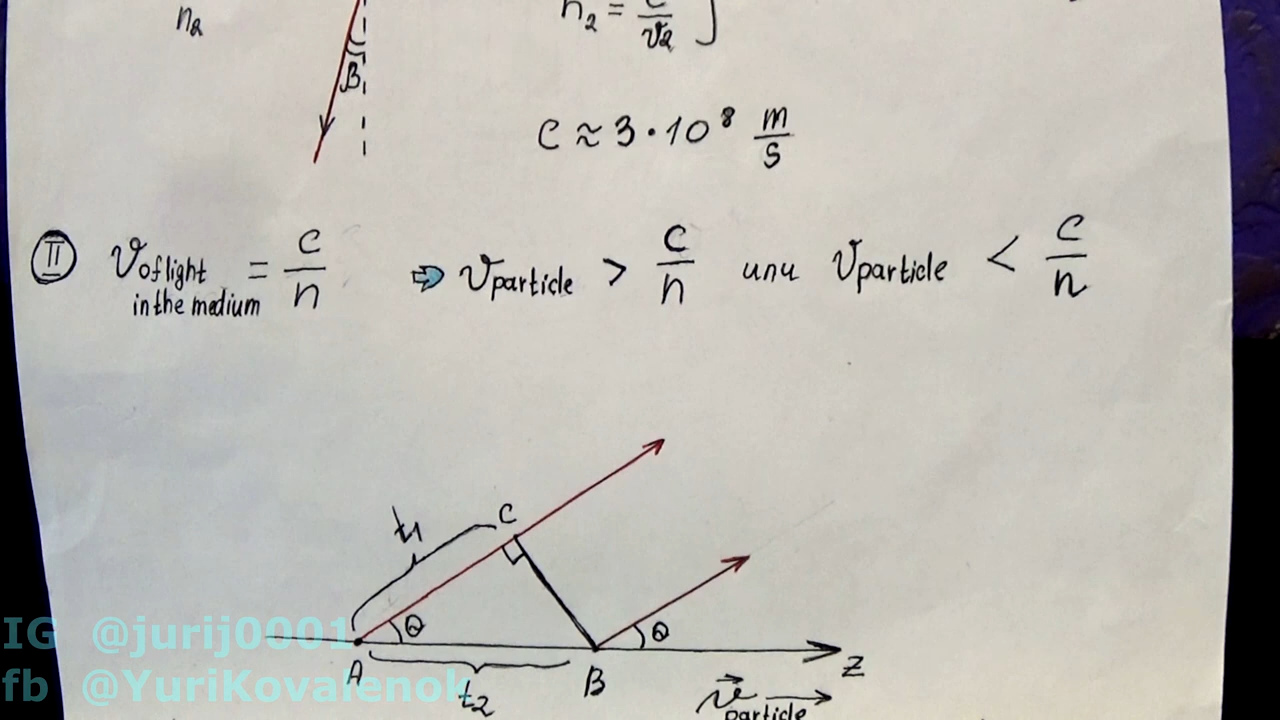 n₂
β
n₂ = c/v₂ }
c ≈ 3 · 10⁸ m/s
II v of light in the medium = c/n ⇒ v particle > c/n или v particle < c/n
t₁
C
θ
θ
A
t₂
B
z
v⃗ particle
IG @jurij0001
fb @YuriKovalenok